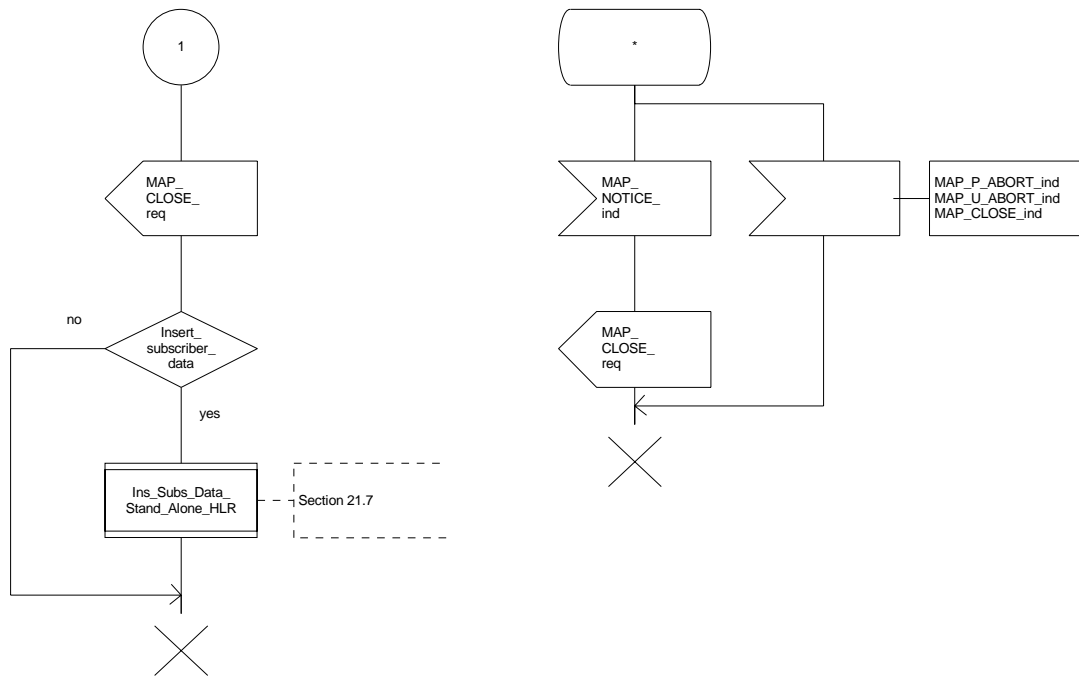 1
MAP_
CLOSE_
req
no
Insert_
subscriber_
data
yes
Ins_Subs_Data_
Stand_Alone_HLR
Section 21.7
*
MAP_
NOTICE_
ind
MAP_P_ABORT_ind
MAP_U_ABORT_ind
MAP_CLOSE_ind
MAP_
CLOSE_
req